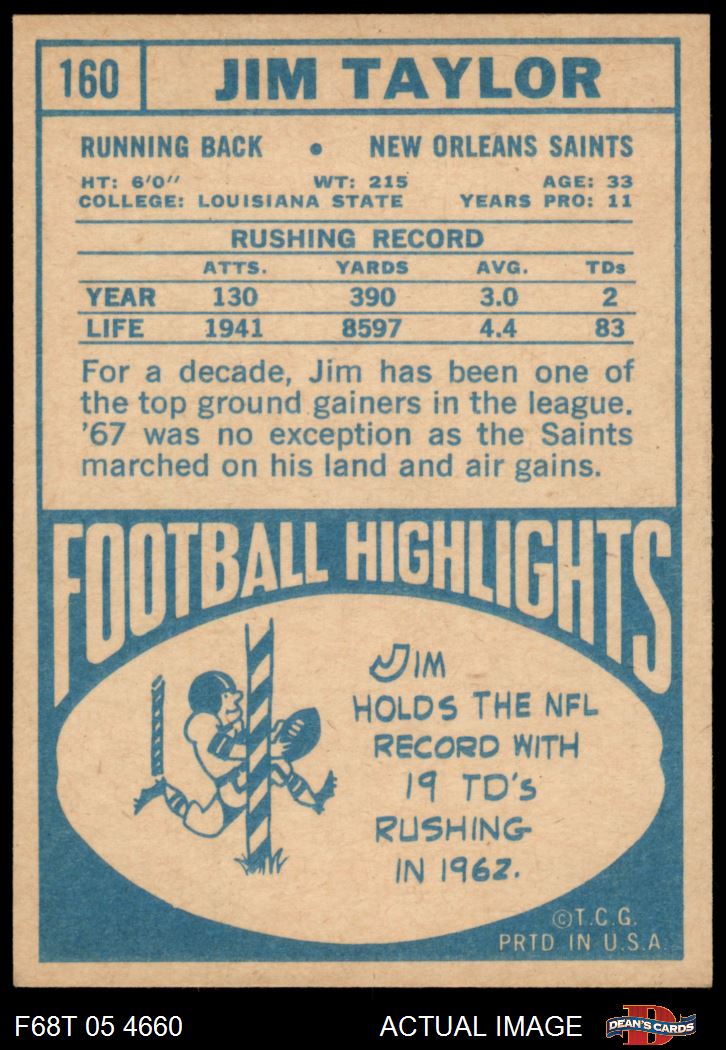 160 JIM TAYLOR
RUNNING BACK • NEW ORLEANS SAINTS
HT: 6'0" WT: 215 AGE: 33
COLLEGE: LOUISIANA STATE YEARS PRO: 11
RUSHING RECORD
ATTS. YARDS AVG. TDs
YEAR 130 390 3.0 2
LIFE 1941 8597 4.4 83
For a decade, Jim has been one of
the top ground gainers in the league.
'67 was no exception as the Saints
marched on his land and air gains.
FOOTBALL HIGHLIGHTS
JIM
HOLDS THE NFL
RECORD WITH
19 TD'S
RUSHING
IN 1962.
©T.C.G.
PRTD. IN U.S.A.
F68T 05 4660 ACTUAL IMAGE D DEAN'S CARDS